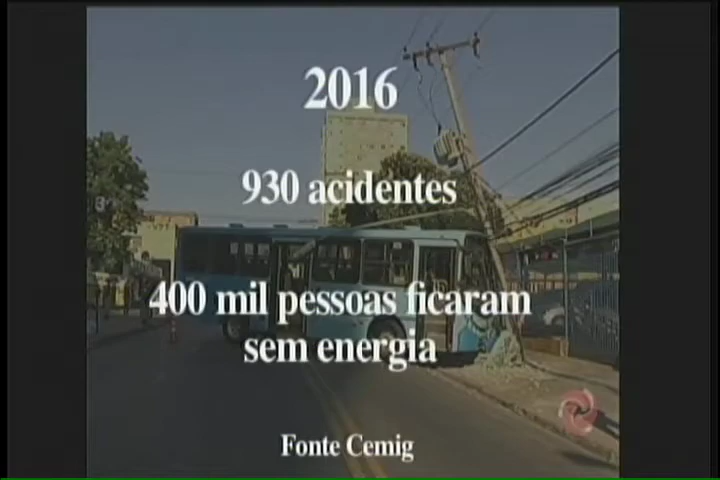 2016
930 acidentes
400 mil pessoas ficaram
sem energia
Fonte Cemig